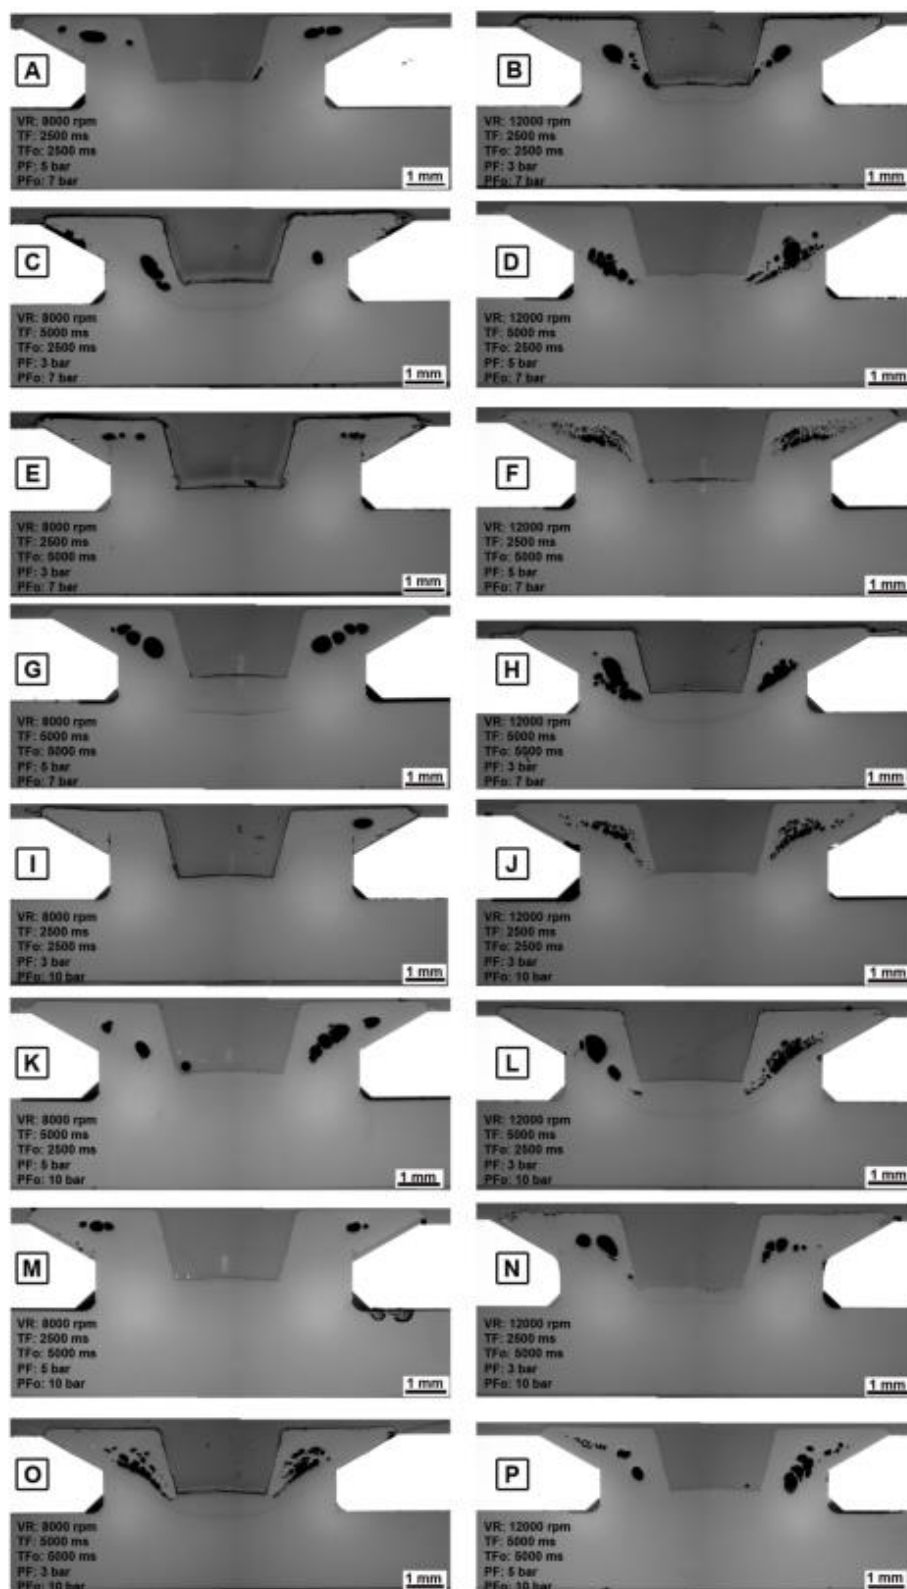 A
VR: 8000 rpm
TF: 2500 ms
TFo: 2500 ms
PF: 5 bar
PFo: 7 bar
1 mm
B
VR: 12000 rpm
TF: 2500 ms
TFo: 2500 ms
PF: 3 bar
PFo: 7 bar
1 mm
C
VR: 8000 rpm
TF: 5000 ms
TFo: 2500 ms
PF: 3 bar
PFo: 7 bar
1 mm
D
VR: 12000 rpm
TF: 5000 ms
TFo: 2500 ms
PF: 5 bar
PFo: 7 bar
1 mm
E
VR: 8000 rpm
TF: 2500 ms
TFo: 5000 ms
PF: 3 bar
PFo: 7 bar
1 mm
F
VR: 12000 rpm
TF: 2500 ms
TFo: 5000 ms
PF: 5 bar
PFo: 7 bar
1 mm
G
VR: 8000 rpm
TF: 5000 ms
TFo: 5000 ms
PF: 5 bar
PFo: 7 bar
1 mm
H
VR: 12000 rpm
TF: 5000 ms
TFo: 5000 ms
PF: 3 bar
PFo: 7 bar
1 mm
I
VR: 8000 rpm
TF: 2500 ms
TFo: 2500 ms
PF: 3 bar
PFo: 10 bar
1 mm
J
VR: 12000 rpm
TF: 2500 ms
TFo: 2500 ms
PF: 3 bar
PFo: 10 bar
1 mm
K
VR: 8000 rpm
TF: 5000 ms
TFo: 2500 ms
PF: 5 bar
PFo: 10 bar
1 mm
L
VR: 12000 rpm
TF: 5000 ms
TFo: 2500 ms
PF: 3 bar
PFo: 10 bar
1 mm
M
VR: 8000 rpm
TF: 2500 ms
TFo: 5000 ms
PF: 5 bar
PFo: 10 bar
1 mm
N
VR: 12000 rpm
TF: 2500 ms
TFo: 5000 ms
PF: 3 bar
PFo: 10 bar
1 mm
O
VR: 8000 rpm
TF: 5000 ms
TFo: 5000 ms
PF: 3 bar
PFo: 10 bar
1 mm
P
VR: 12000 rpm
TF: 5000 ms
TFo: 5000 ms
PF: 5 bar
PFo: 10 bar
1 mm